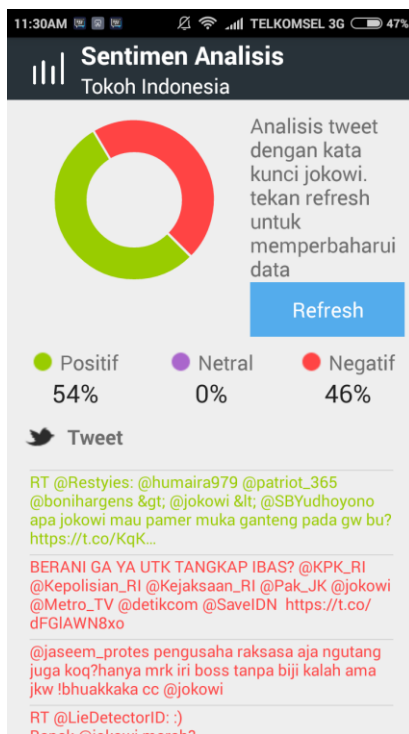 11:30AM TELKOMSEL 3G 47%
Sentimen Analisis
Tokoh Indonesia
Analisis tweet
dengan kata
kunci jokowi.
tekan refresh
untuk
memperbaharui
data
Refresh
Positif Netral Negatif
54% 0% 46%
Tweet
RT @Restyies: @humaira979 @patriot_365
@bonihargens &gt; @jokowi &lt; @SBYudhoyono
apa jokowi mau pamer muka ganteng pada gw bu?
https://t.co/KqK...
BERANI GA YA UTK TANGKAP IBAS? @KPK_RI
@Kepolisian_RI @Kejaksaan_RI @Pak_JK @jokowi
@Metro_TV @detikcom @SaveIDN https://t.co/
dFGlAWN8xo
@jaseem_protes pengusaha raksasa aja ngutang
juga koq?hanya mrk iri boss tanpa biji kalah ama
jkw !bhuakkaka cc @jokowi
RT @LieDetectorID: :)